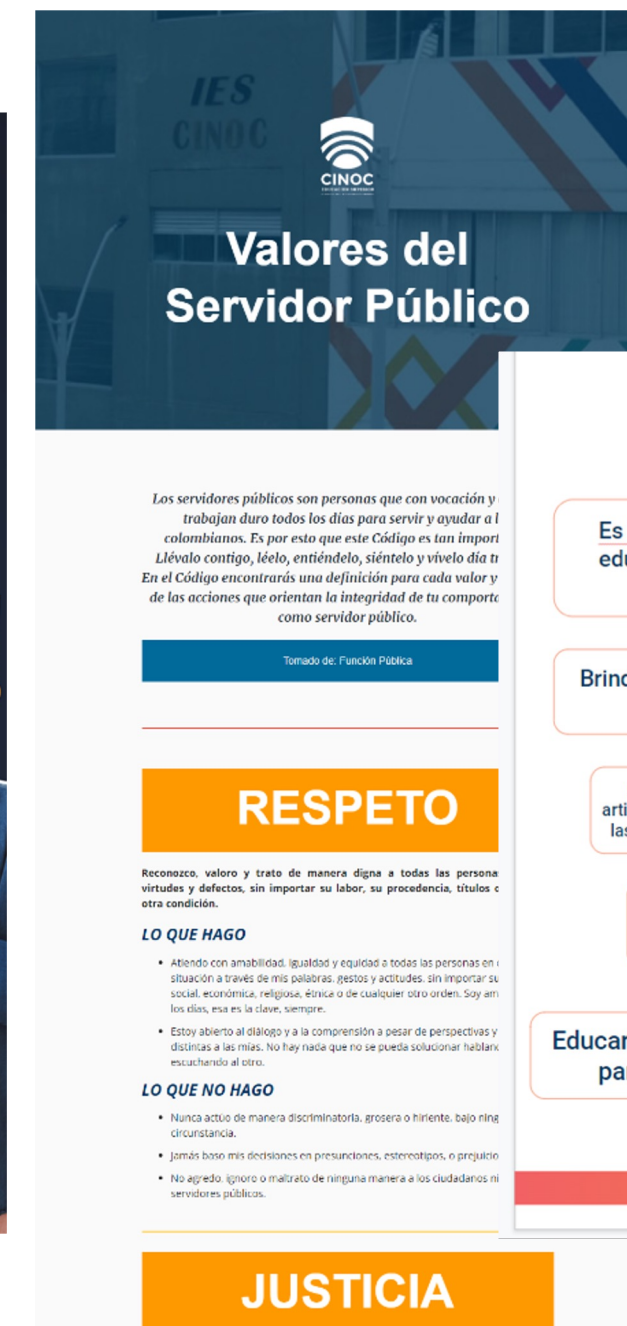 IES
CINOC
CINOC
Valores del
Servidor Público
Los servidores públicos son personas que con vocación y
trabajan duro todos los días para servir y ayudar a l
colombianos. Es por esto que este Código es tan import
Llévalo contigo, léelo, entiéndelo, siéntelo y vívelo día tr
En el Código encontrarás una definición para cada valor y
de las acciones que orientan la integridad de tu comporta
como servidor público.
Tomado de: Función Pública
RESPETO
Reconozco, valoro y trato de manera digna a todas las persona
virtudes y defectos, sin importar su labor, su procedencia, títulos o
otra condición.
LO QUE HAGO
• Atiendo con amabilidad, igualdad y equidad a todas las personas en
situación a través de mis palabras, gestos y actitudes, sin importar su
social, económica, religiosa, étnica o de cualquier otro orden. Soy am
los días, esa es la clave, siempre.
• Estoy abierto al diálogo y a la comprensión a pesar de perspectivas y
distintas a las mías. No hay nada que no se pueda solucionar habland
escuchando al otro.
LO QUE NO HAGO
• Nunca actúo de manera discriminatoria, grosera o hiriente, bajo ning
circunstancia.
• Jamás baso mis decisiones en presunciones, estereotipos, o prejuicio
• No agredo, ignoro o maltrato de ninguna manera a los ciudadanos ni
servidores públicos.
JUSTICIA
Es
edu
Brind
arti
las
Educar
par